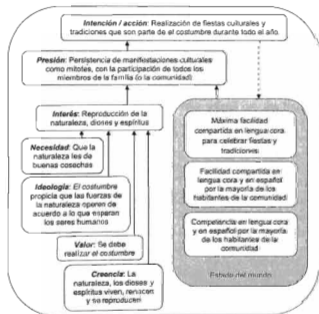 Intención / acción: Realización de fiestas culturales y
tradiciones que son parte de el costumbre durante todo el año
Presión: Persistencia de manifestaciones culturales
como mitotes, con la participación de todos los
miembros de la familia (o la comunidad)
Interés: Reproducción de la
naturaleza, dioses y espíritus
Necesidad: Que la
naturaleza les de
buenas cosechas
Ideología: El costumbre
propicia que las fuerzas de
la naturaleza operen de
acuerdo a lo que esperan
los seres humanos
Valor: Se debe
realizar el costumbre
Creencia: La
naturaleza, los dioses y
espíritus viven, renacen
y se reproducen
Máxima facilidad
compartida en lengua cora
para celebrar fiestas y
tradiciones
Facilidad compartida en
lengua cora y en español
por la mayoría de los
habitantes de la comunidad
Competencia en lengua cora
y en español por la mayoría
de los habitantes de la
comunidad
Estado del mundo